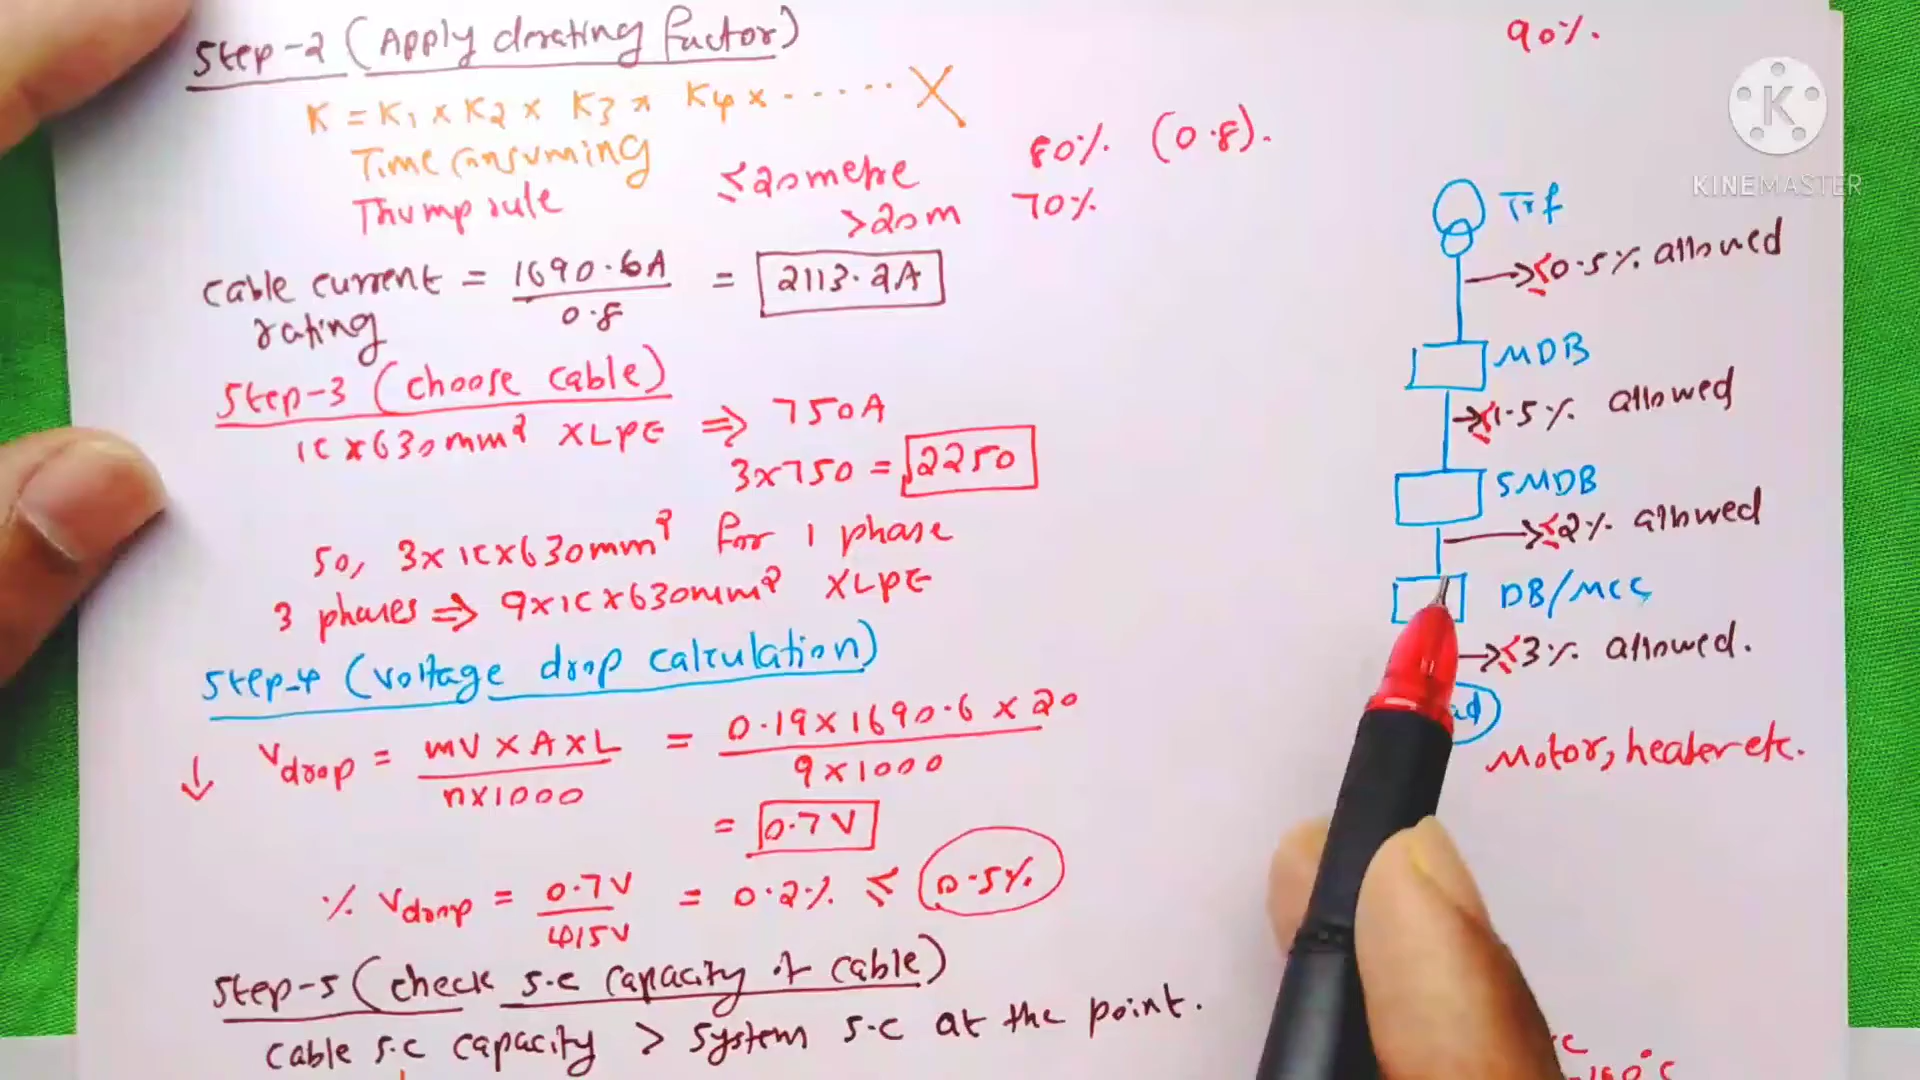 Step-2 (Apply derating factor)
K = K1 x K2 x K3 x K4 x ...... X
Time consuming
Thump rule
≤20metre 80% (0.8).
>20m 70%
90%.
Cable current rating = 1690.6A / 0.8 = 2113.2A
Step-3 (choose cable)
1C x 630mm² XLPE ⇒ 750A
3x750 = 2250
So, 3x1Cx630mm² for 1 phase
3 phases ⇒ 9x1Cx630mm² XLPE
Step-4 (voltage drop calculation)
↓ Vdrop = mV x A x L / n x 1000 = 0.19 x 1690.6 x 20 / 9 x 1000
= 0.7V
% Vdrop = 0.7V / 415V = 0.2% ≤ 0.5%
Step-5 (check s.c capacity of cable)
Cable s.c capacity > System s.c at the point.
KINEMASTER
Trf
→≤0.5% allowed
MDB
→≤1.5% allowed
SMDB
→≤2% allowed
DB/MCC
→≤3% allowed.
Motor, heater etc.